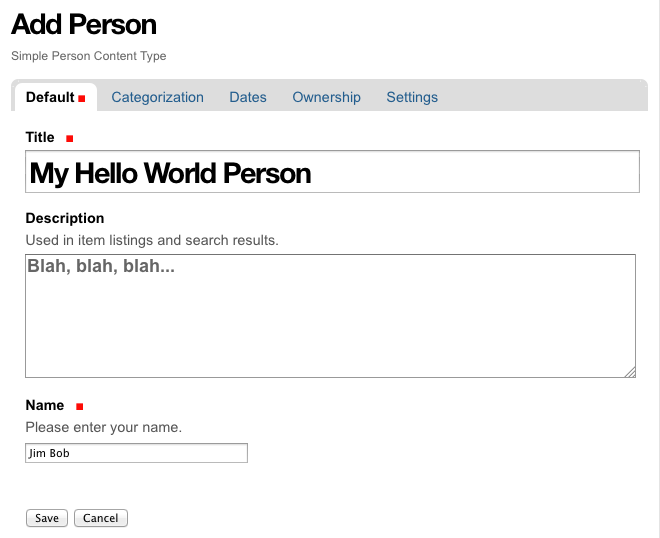 Add Person
Simple Person Content Type
Default Categorization Dates Ownership Settings
Title
My Hello World Person
Description
Used in item listings and search results.
Blah, blah, blah...
Name
Please enter your name.
Jim Bob
Save Cancel